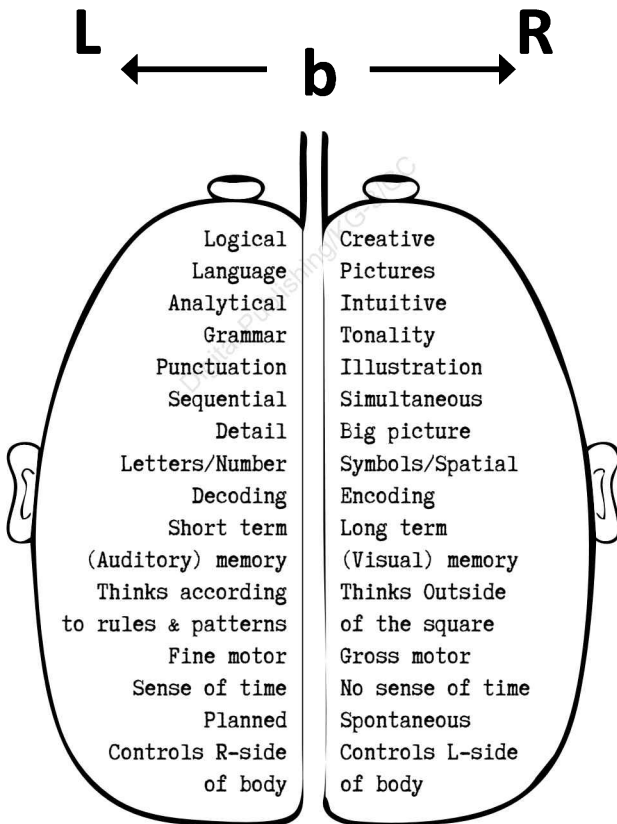 L R
b
Logical
Language
Analytical
Grammar
Punctuation
Sequential
Detail
Letters/Number
Decoding
Short term
(Auditory) memory
Thinks according
to rules & patterns
Fine motor
Sense of time
Planned
Controls R-side
of body
Creative
Pictures
Intuitive
Tonality
Illustration
Simultaneous
Big picture
Symbols/Spatial
Encoding
Long term
(Visual) memory
Thinks Outside
of the square
Gross motor
No sense of time
Spontaneous
Controls L-side
of body
Digital Publishing